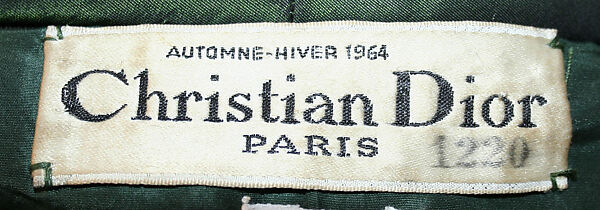 AUTOMNE-HIVER 1964
Christian Dior
PARIS 1220